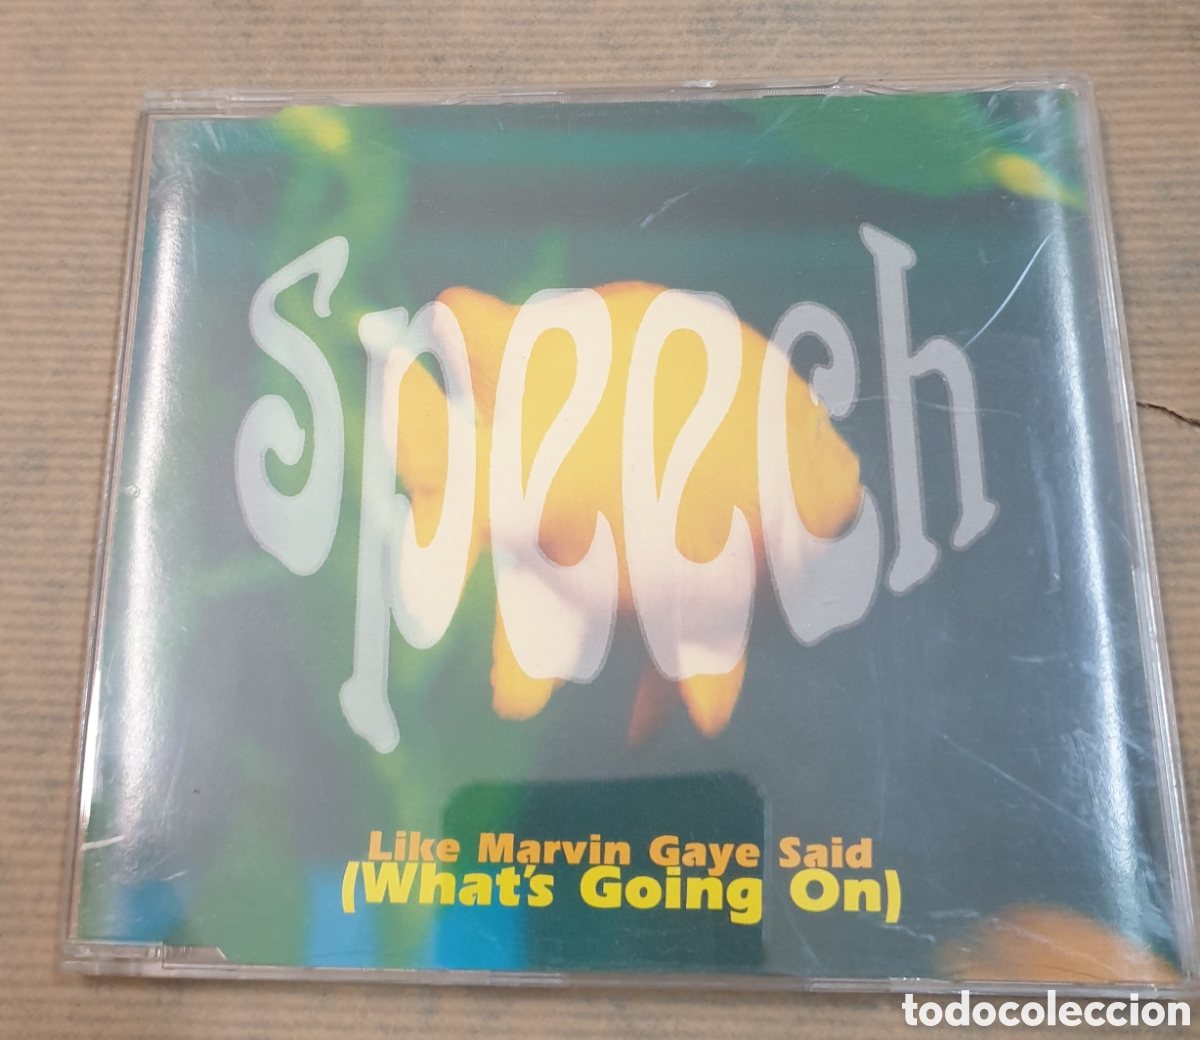 Speech
Like Marvin Gaye Said
(What's Going On)
todocoleccion